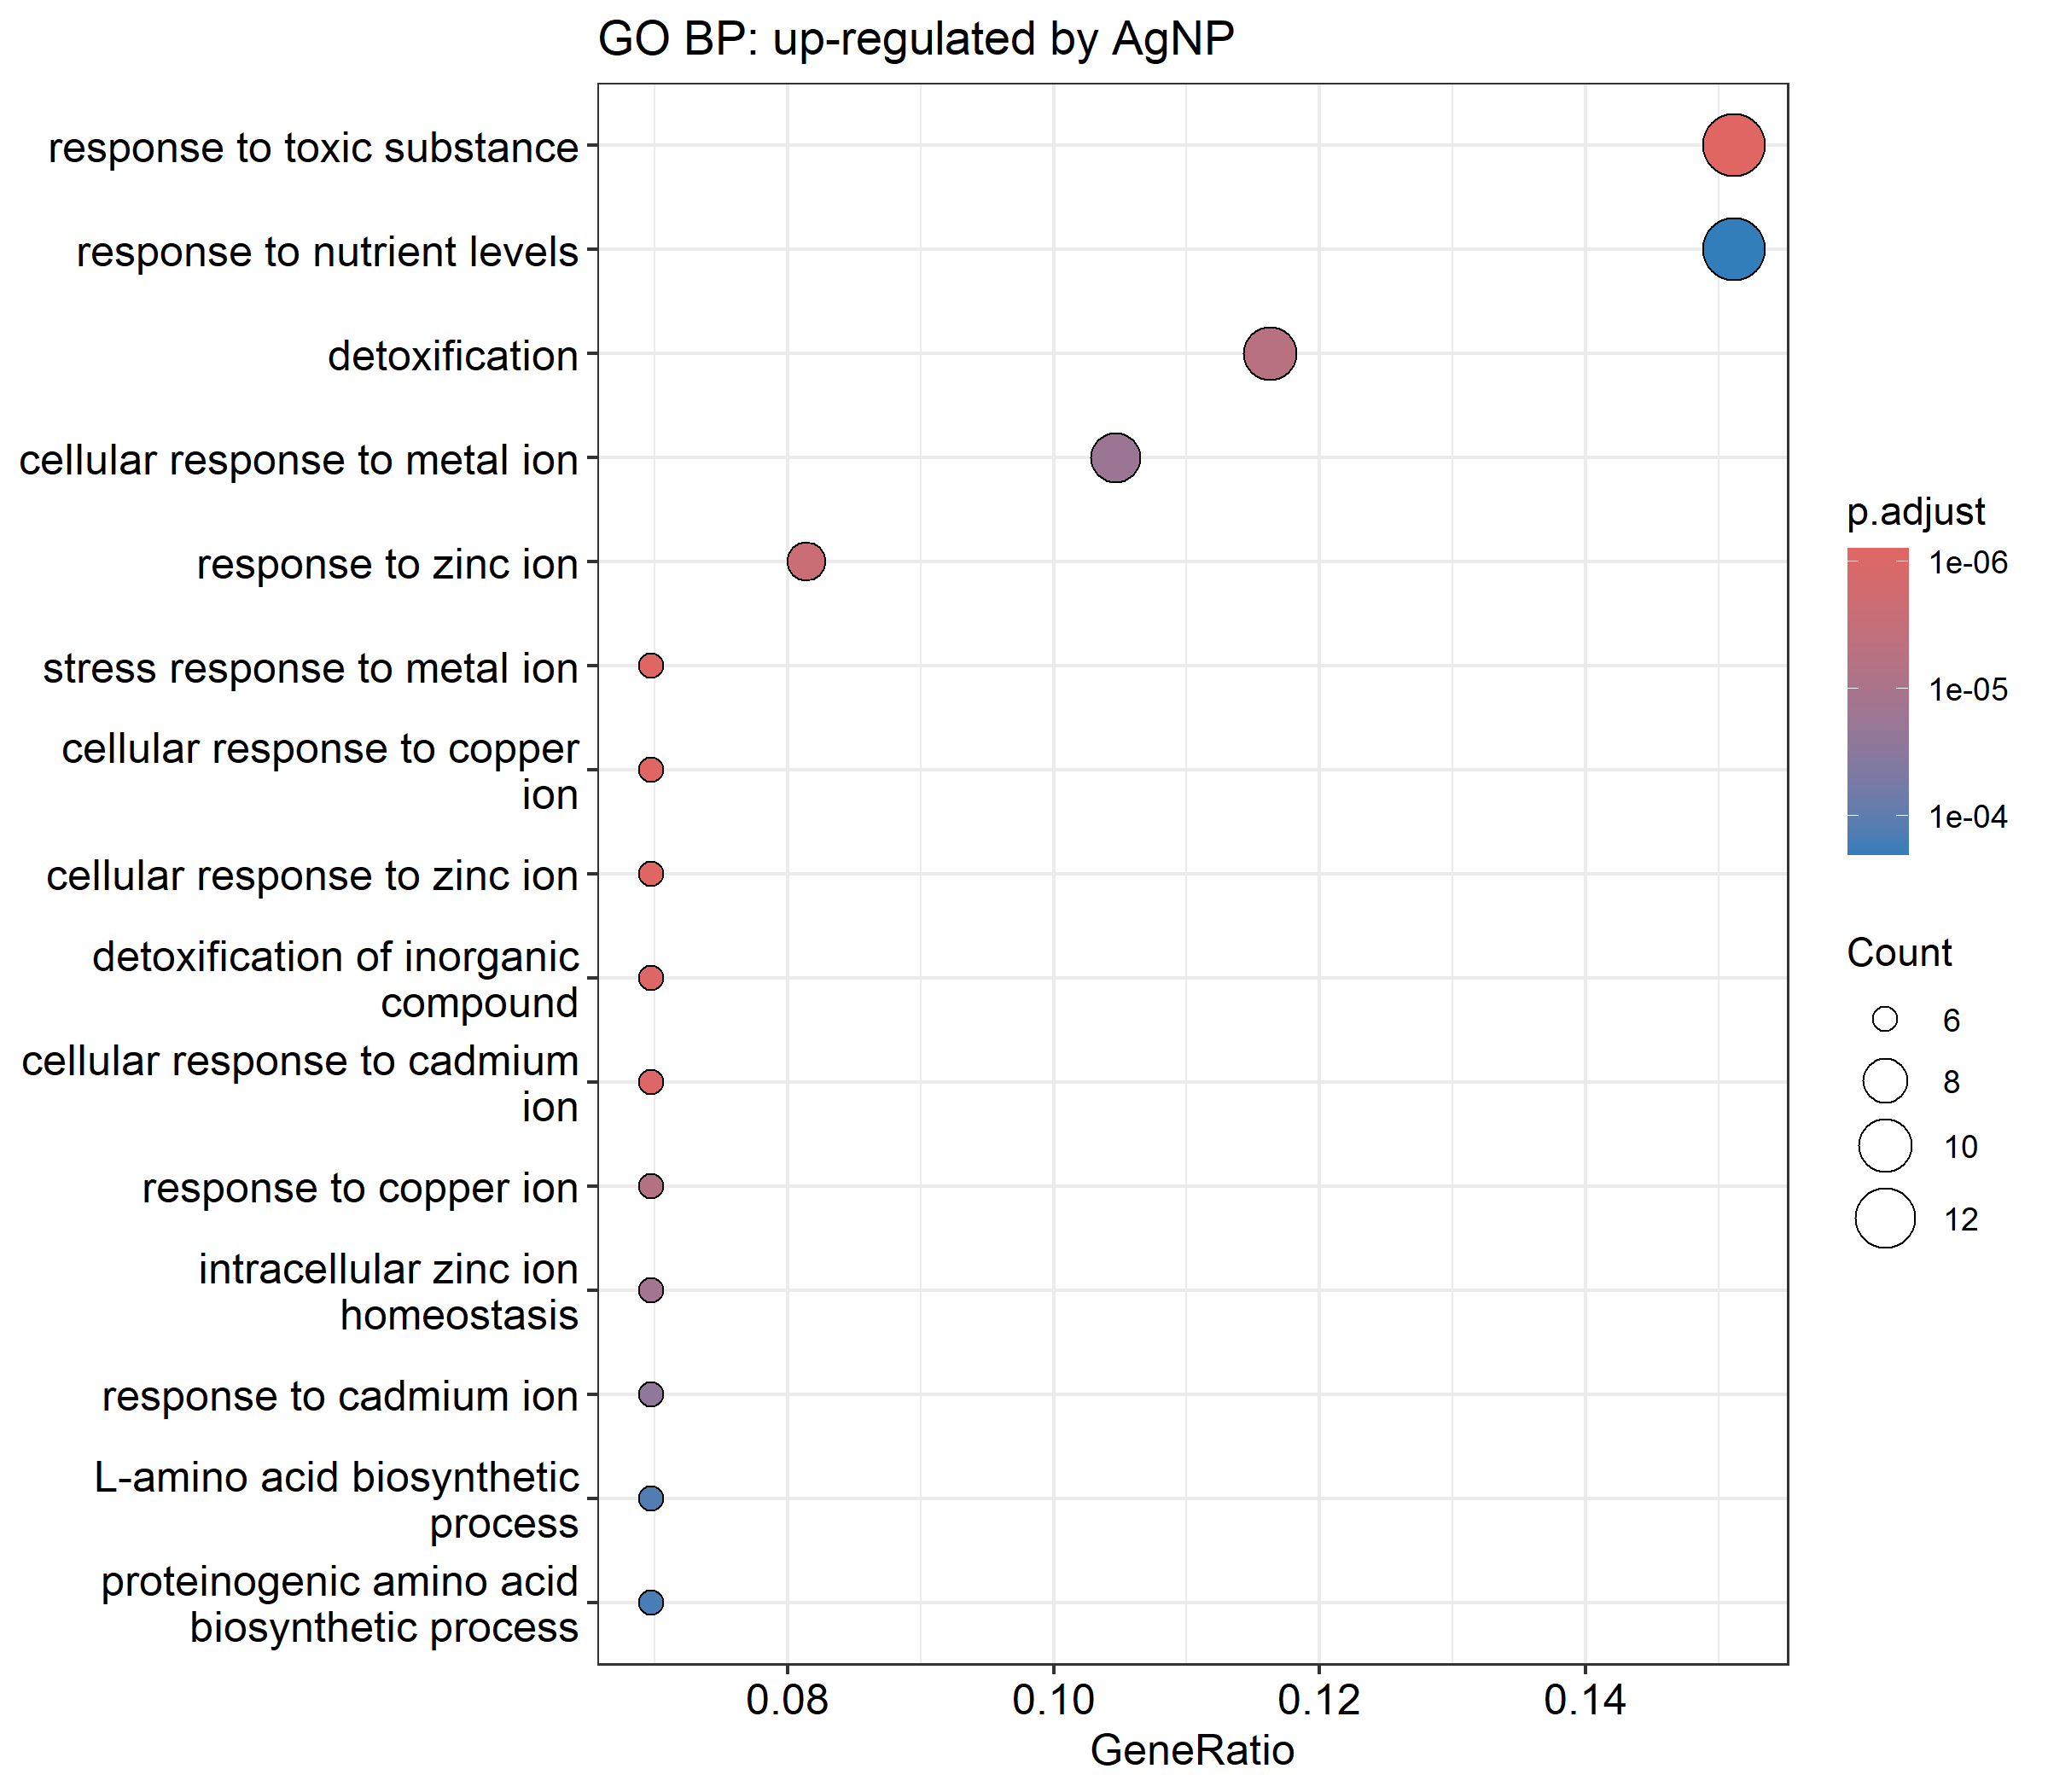 GO BP: up-regulated by AgNP
response to toxic substance
response to nutrient levels
detoxification
cellular response to metal ion
response to zinc ion
stress response to metal ion
cellular response to copper
ion
cellular response to zinc ion
detoxification of inorganic
compound
cellular response to cadmium
ion
response to copper ion
intracellular zinc ion
homeostasis
response to cadmium ion
L-amino acid biosynthetic
process
proteinogenic amino acid
biosynthetic process
0.08 0.10 0.12 0.14
GeneRatio
p.adjust
1e-06
1e-05
1e-04
Count
6
8
10
12